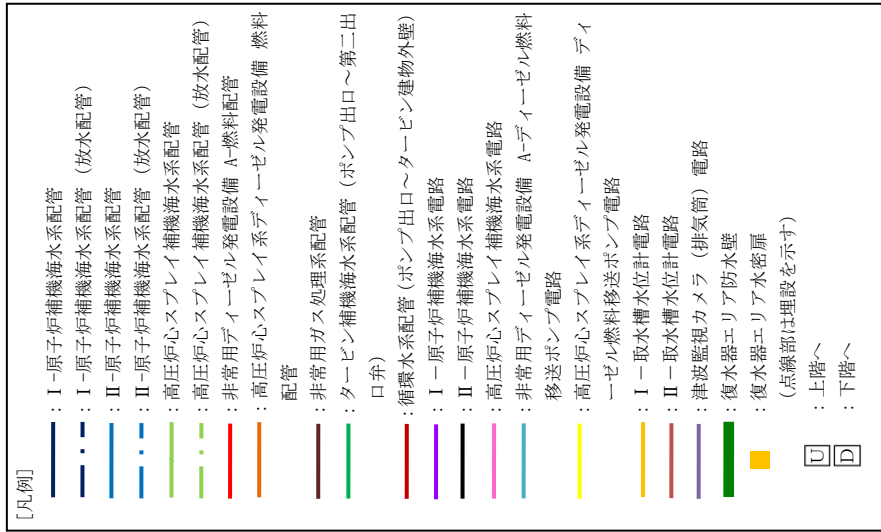 [凡例]
：Ⅰ-原子炉補機海水系配管
：Ⅰ-原子炉補機海水系配管（放水配管）
：Ⅱ-原子炉補機海水系配管
：Ⅱ-原子炉補機海水系配管（放水配管）
：高圧炉心スプレイ補機海水系配管
：高圧炉心スプレイ補機海水系配管（放水配管）
：非常用ディーゼル発電設備 A-燃料配管
：高圧炉心スプレイ系ディーゼル発電設備 燃料
配管
：非常用ガス処理系配管
：タービン補機海水系配管（ポンプ出口～第二出
口弁）
：循環水系配管（ポンプ出口～タービン建物外壁）
：Ⅰ－原子炉補機海水系電路
：Ⅱ－原子炉補機海水系電路
：高圧炉心スプレイ補機海水系電路
：非常用ディーゼル発電設備 A-ディーゼル燃料
移送ポンプ電路
：高圧炉心スプレイ系ディーゼル発電設備 ディ
ーゼル燃料移送ポンプ電路
：Ⅰ－取水槽水位計電路
：Ⅱ－取水槽水位計電路
：津波監視カメラ（排気筒）電路
：復水器エリア防水壁
：復水器エリア水密扉
（点線部は埋設を示す）
U：上階へ
D：下階へ